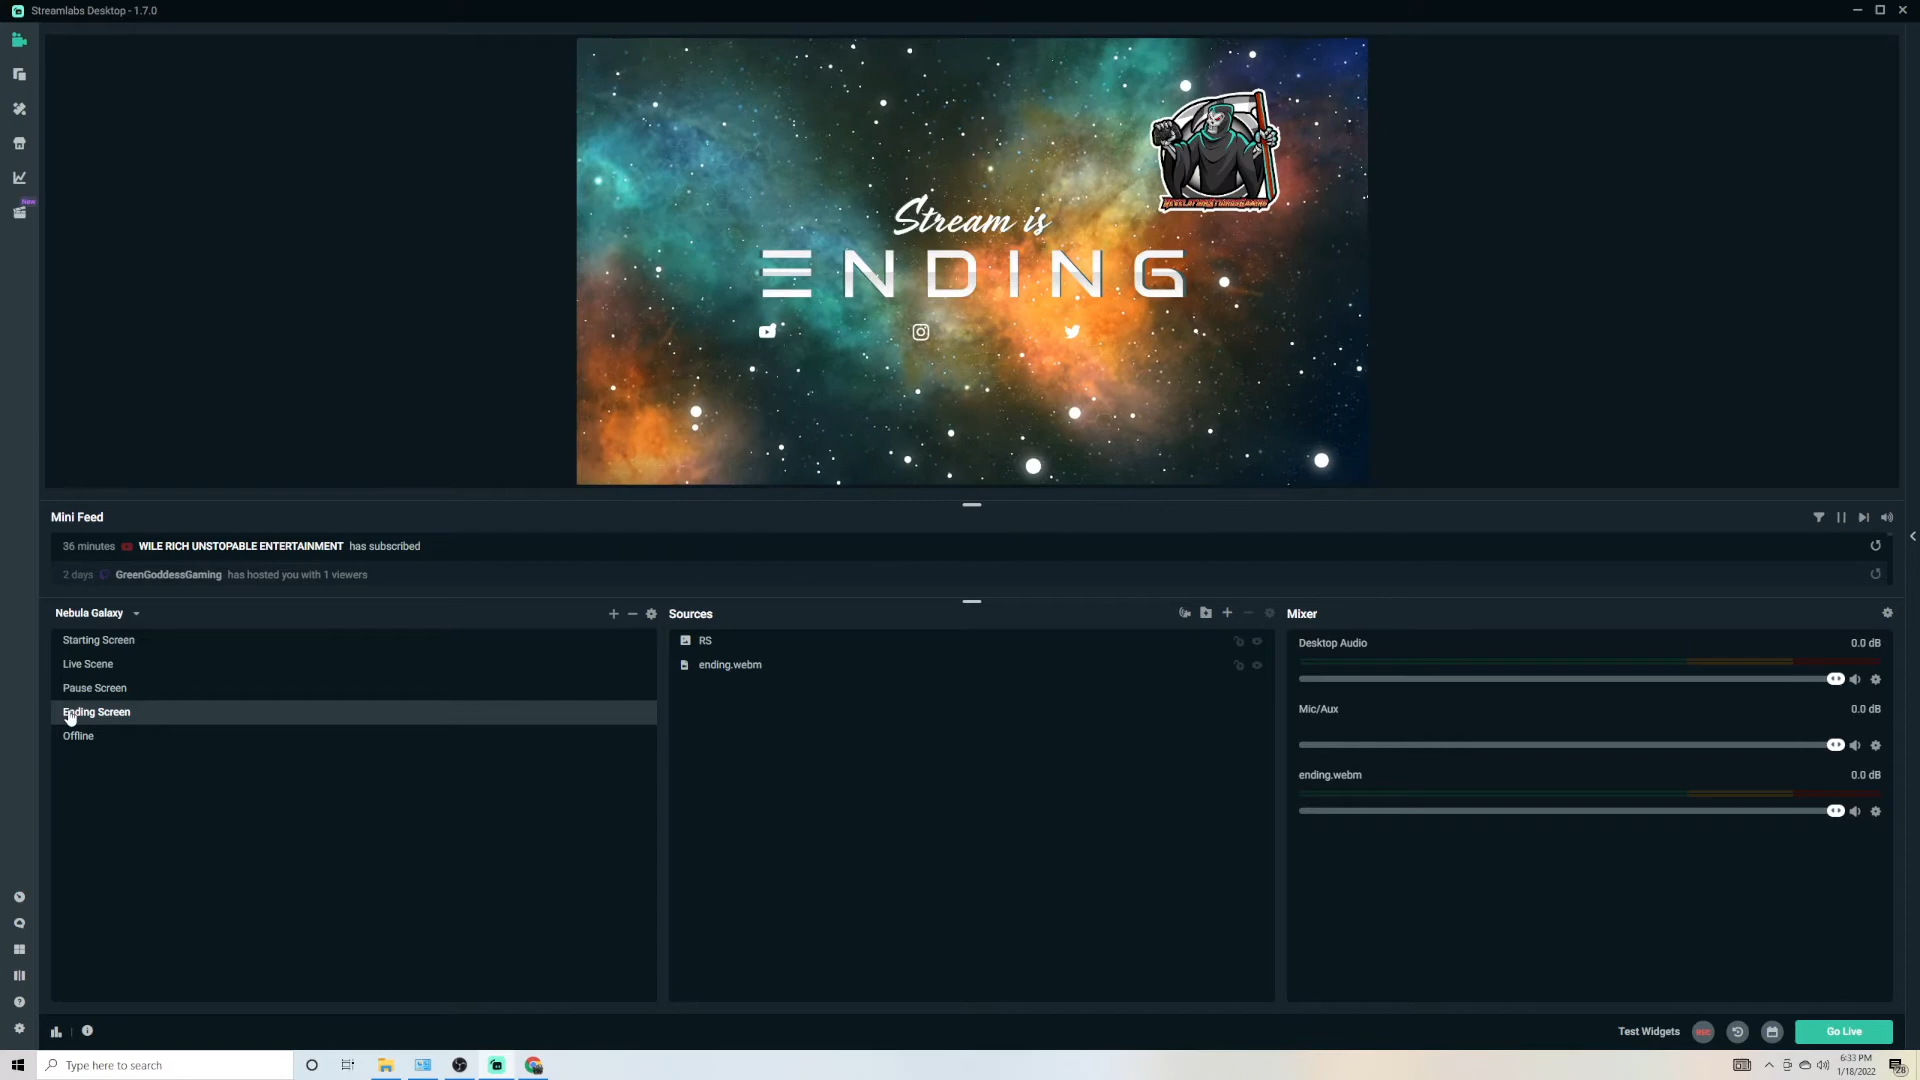 Streamlabs Desktop - 1.7.0
New
Stream is
ENDING
Mini Feed
36 minutes WILE RICH UNSTOPABLE ENTERTAINMENT has subscribed
2 days GreenGoddessGaming has hosted you with 1 viewers
Nebula Galaxy
Starting Screen
Live Scene
Pause Screen
Ending Screen
Offline
Sources
RS
ending.webm
Mixer
Desktop Audio 0.0 dB
Mic/Aux 0.0 dB
ending.webm 0.0 dB
Test Widgets
REC
Go Live
Type here to search
6:33 PM
1/18/2022
28